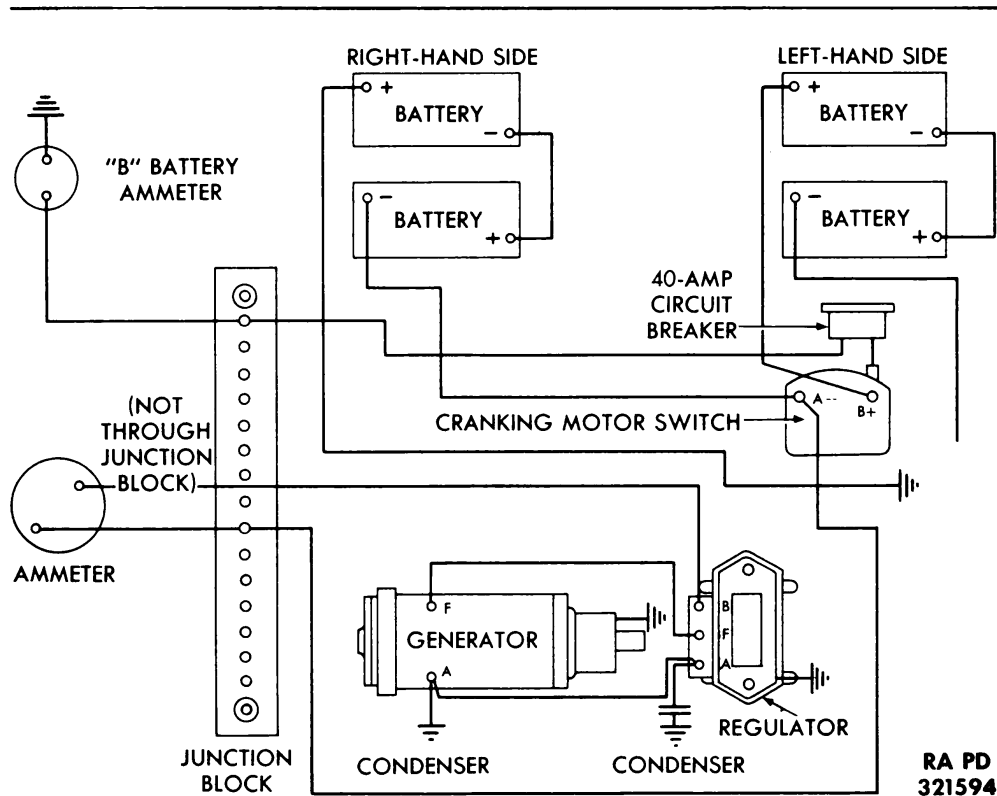 RIGHT-HAND SIDE
LEFT-HAND SIDE
+
BATTERY
-
+
BATTERY
-
"B" BATTERY
AMMETER
-
BATTERY
+
-
BATTERY
+
40-AMP
CIRCUIT
BREAKER
A--
B+
CRANKING MOTOR SWITCH
(NOT
THROUGH
JUNCTION
BLOCK)
AMMETER
F
GENERATOR
A
B
F
A
REGULATOR
JUNCTION
BLOCK
CONDENSER
CONDENSER
RA PD
321594